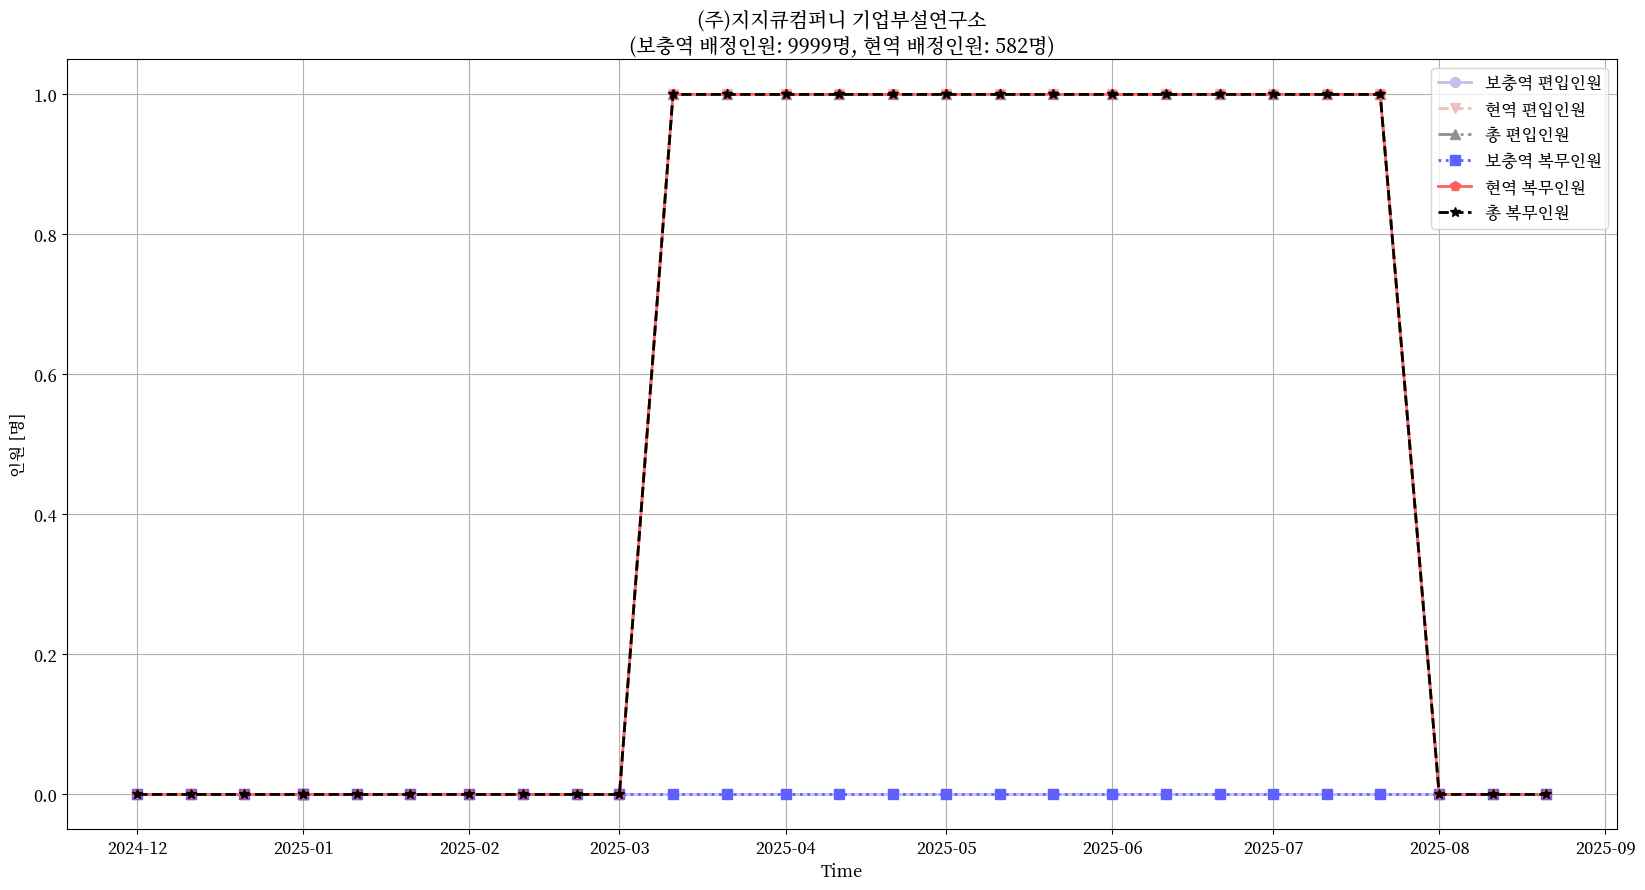 (주)지지큐컴퍼니 기업부설연구소
(보충역 배정인원: 9999명, 현역 배정인원: 582명)
보충역 편입인원
현역 편입인원
총 편입인원
보충역 복무인원
현역 복무인원
총 복무인원
인원 [명]
1.0
0.8
0.6
0.4
0.2
0.0
2024-12 2025-01 2025-02 2025-03 2025-04 2025-05 2025-06 2025-07 2025-08 2025-09
Time